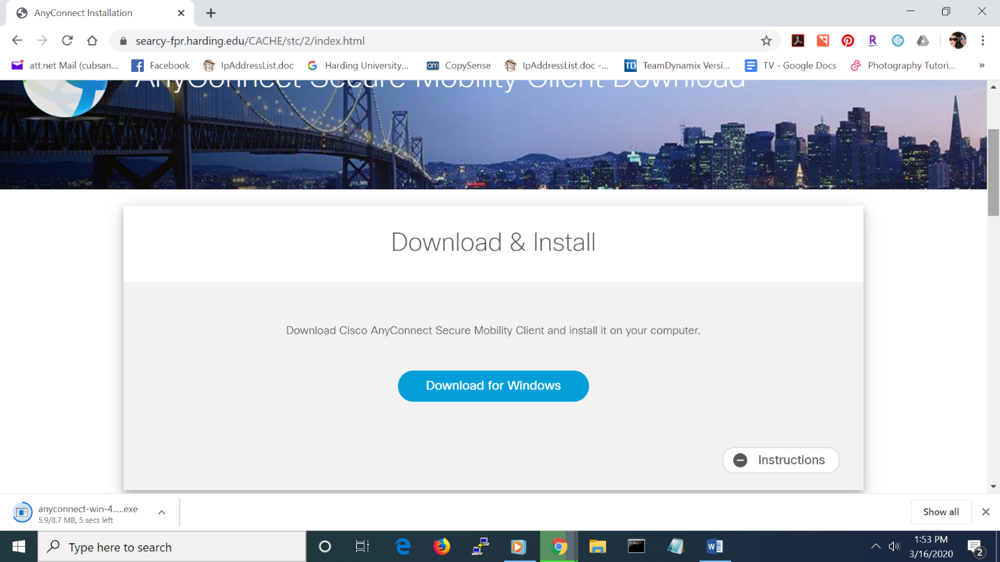 AnyConnect Installation
searcy-fpr.harding.edu/CACHE/stc/2/index.html
att.net Mail (cubsan...
Facebook
IpAddressList.doc
Harding University...
CopySense
IpAddressList.doc -...
TD TeamDynamix Versi...
TV - Google Docs
Photography Tutori...
»
AnyConnect Secure Mobility Client Download
Download & Install
Download Cisco AnyConnect Secure Mobility Client and install it on your computer.
Download for Windows
Instructions
anyconnect-win-4.....exe
5.9/8.7 MB, 5 secs left
Show all
Type here to search
1:53 PM
3/16/2020
2